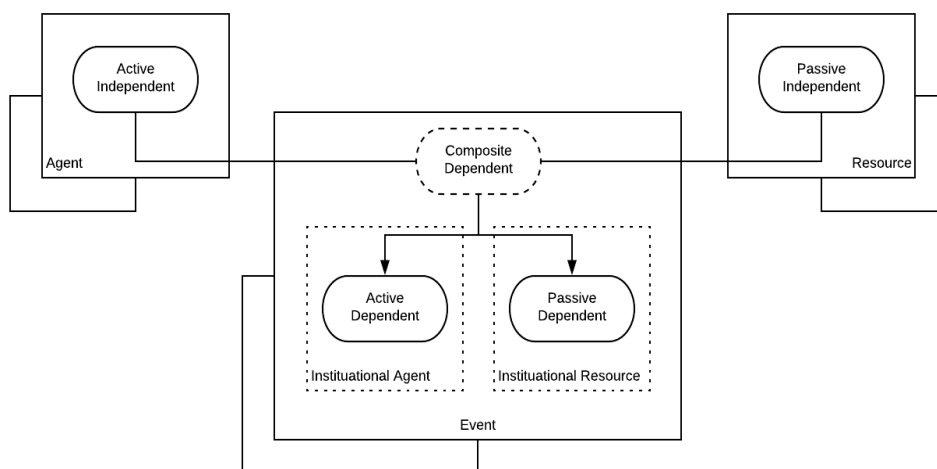 Active
Independent
Agent
Passive
Independent
Resource
Composite
Dependent
Active
Dependent
Instituational Agent
Passive
Dependent
Instituational Resource
Event